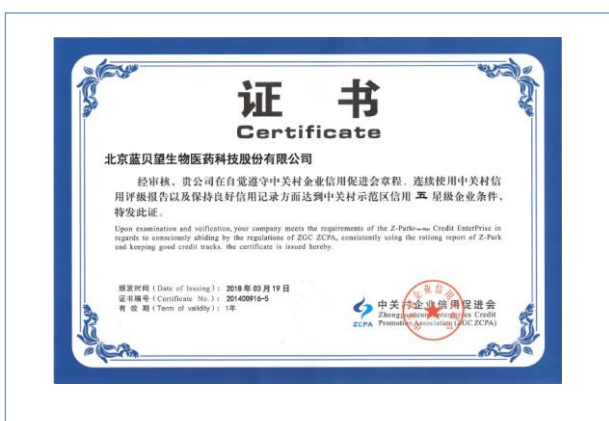 证 书
Certificate
北京蓝贝望生物医药科技股份有限公司
经审核，贵公司在自觉遵守中关村企业信用促进会章程、连续使用中关村信
用评级报告以及保持良好信用记录方面达到中关村示范区信用 五 星级企业条件，
特发此证。
Upon examination and veification, your company meets the requirements of the Z-Park Credit EnterPrise in
regards to consciously abiding by the regulations of ZGC ZCPA, consistently using the rationg report of Z-Park
and keeping good credit tracks. the certificate is issued hereby.
颁发时间（Date of Issuing）：2018 年 03 月 19 日
证书编号（Certificate No.）：201400916-5
有 效 期（Term of validity）：1年
中关村企业信用促进会
Zhongguancun Enterprises Credit
Promotion Association (ZGC ZCPA)
ZCPA